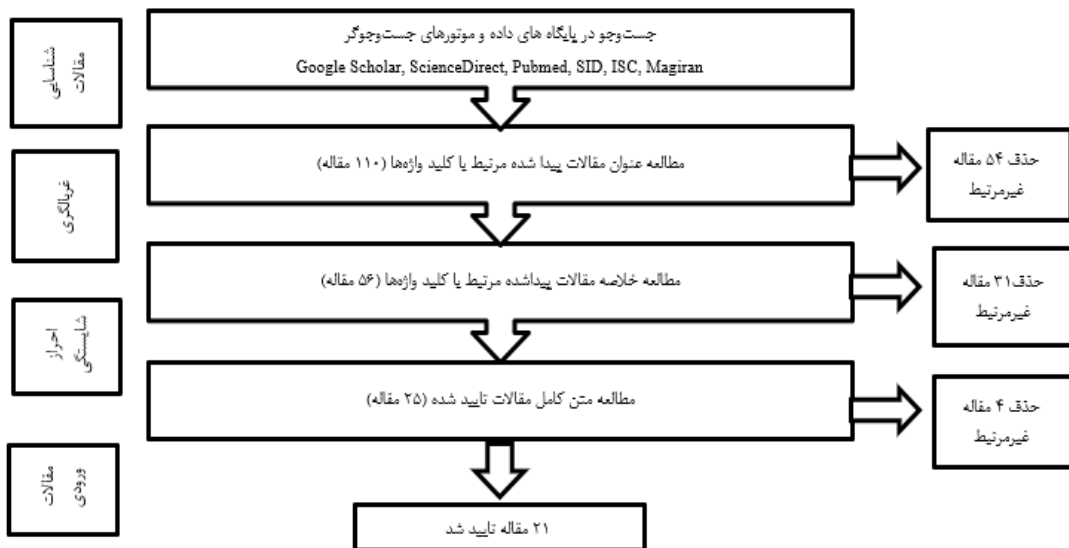 شناسایی
مقالات
جست‌وجو در پایگاه های داده و موتورهای جست‌وجوگر
Google Scholar, ScienceDirect, Pubmed, SID, ISC, Magiran
غربالگری
مطالعه عنوان مقالات پیدا شده مرتبط با کلید واژه‌ها (۱۱۰ مقاله)
حذف ۵۴ مقاله
غیرمرتبط
مطالعه خلاصه مقالات پیداشده مرتبط با کلید واژه‌ها (۵۶ مقاله)
حذف۳۱ مقاله
غیرمرتبط
احراز
شایستگی
مطالعه متن کامل مقالات تایید شده (۲۵ مقاله)
حذف ۴ مقاله
غیرمرتبط
مقالات
ورودی
۲۱ مقاله تایید شد